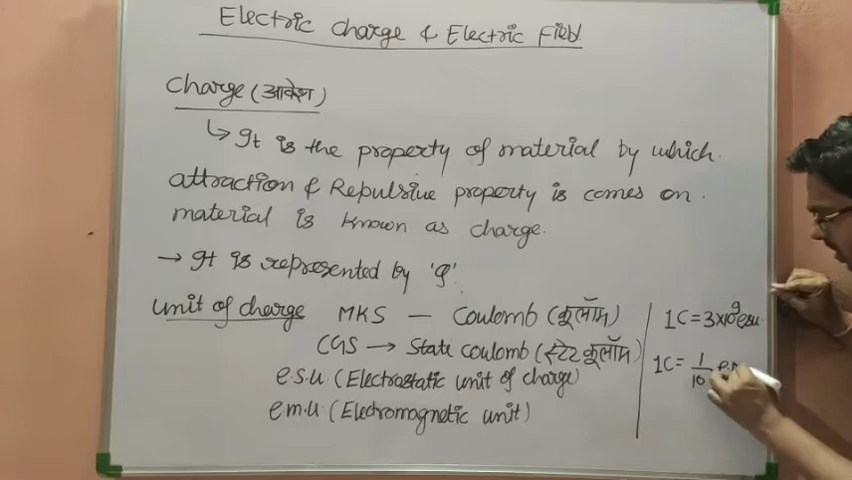 Electric Charge & Electric Field
Charge (आवेश)
↳ It is the property of material by which
attraction & Repulsive property is comes on.
material is known as charge.
→ It is represented by 'q'.
Unit of charge MKS — Coulomb (कूलॉम)
CGS → State Coulomb (स्टेट कूलॉम)
e.s.u (Electrostatic unit of charge)
e.m.u (Electromagnetic unit)
1C = 3×10⁹ esu.
1C = 1/10